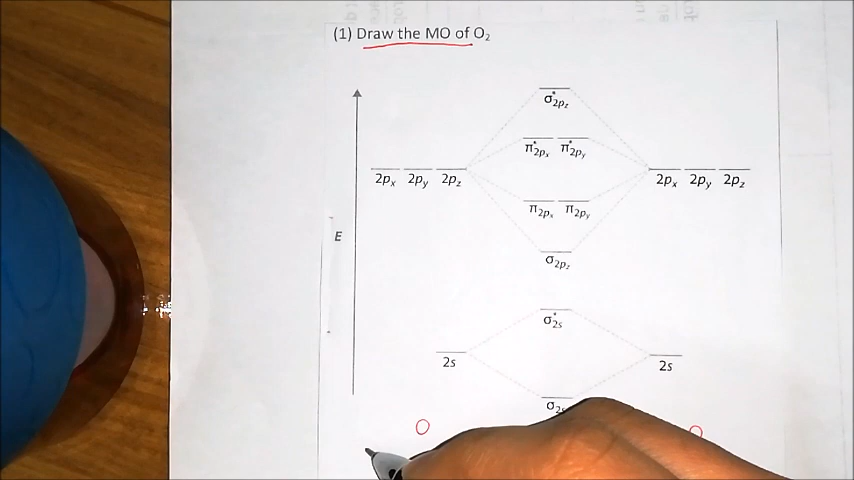 (1) Draw the MO of O₂
σ*2pz
π*2px π*2py
2px 2py 2pz 2px 2py 2pz
π2px π2py
E
σ2pz
σ*2s
2s 2s
σ2s
O O